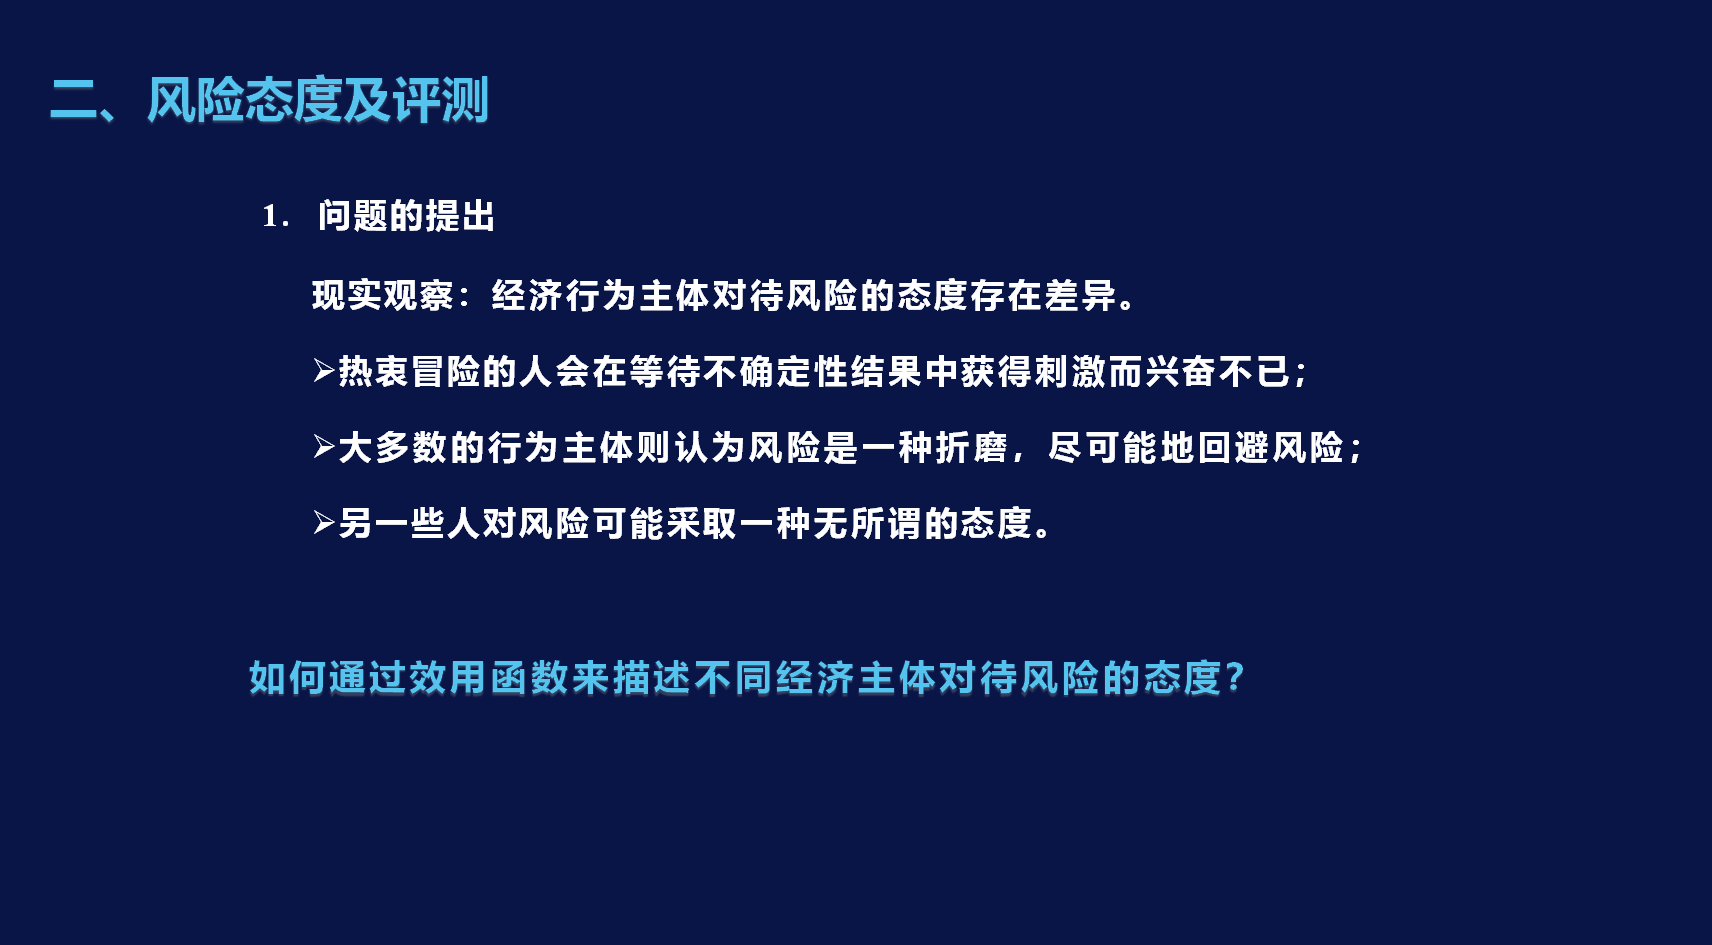 二、风险态度及评测
1. 问题的提出
现实观察：经济行为主体对待风险的态度存在差异。
➢热衷冒险的人会在等待不确定性结果中获得刺激而兴奋不已；
➢大多数的行为主体则认为风险是一种折磨，尽可能地回避风险；
➢另一些人对风险可能采取一种无所谓的态度。
如何通过效用函数来描述不同经济主体对待风险的态度？